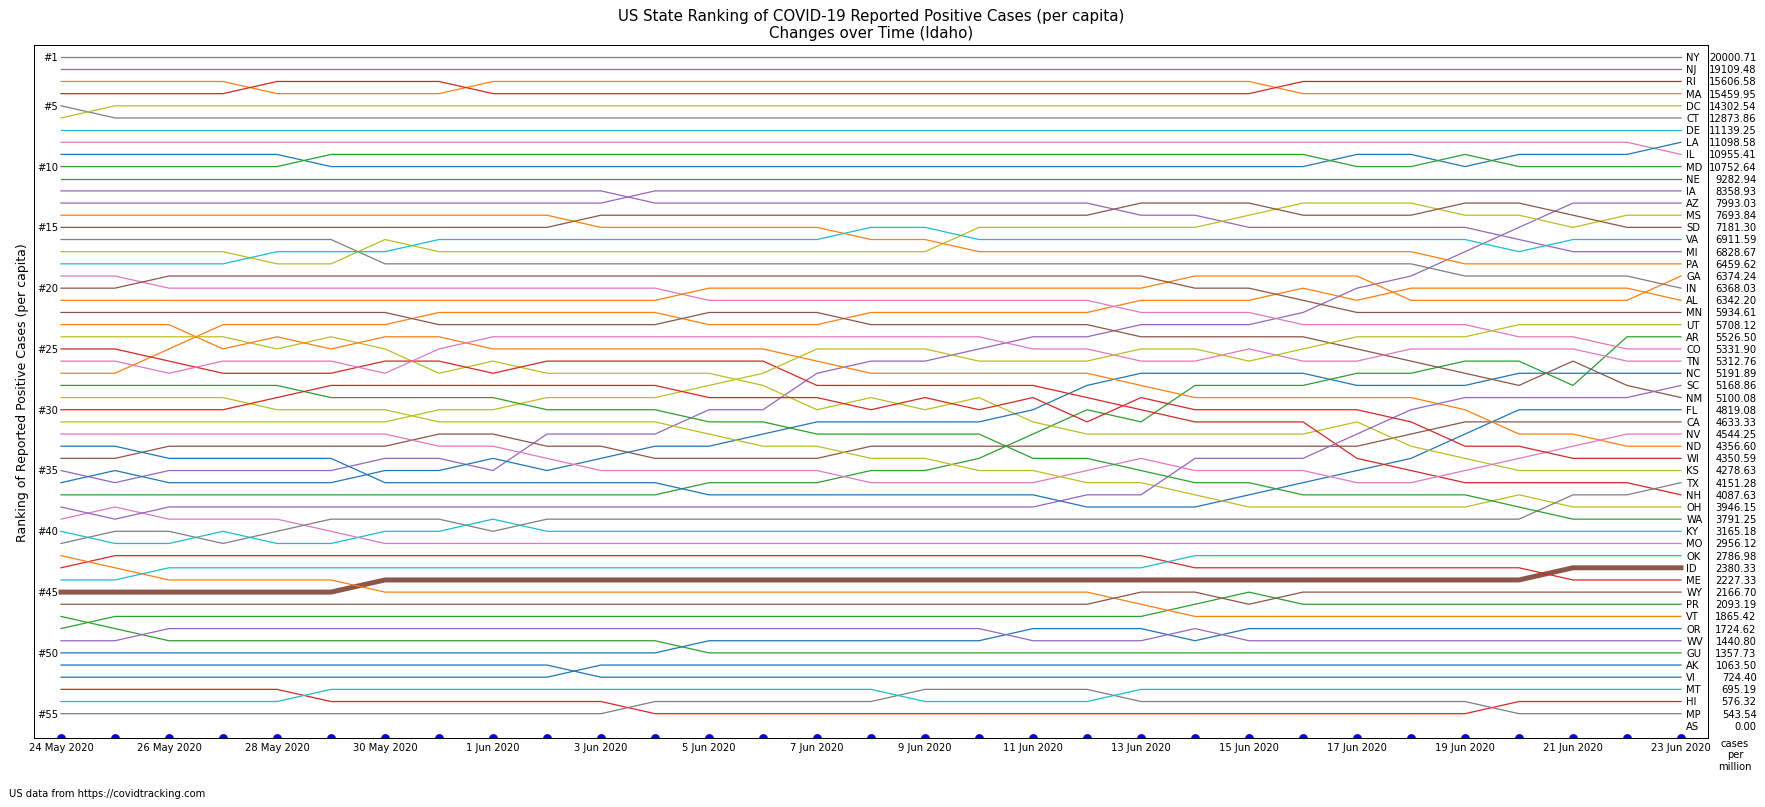 US State Ranking of COVID-19 Reported Positive Cases (per capita)
Changes over Time (Idaho)
Ranking of Reported Positive Cases (per capita)
#1
#5
#10
#15
#20
#25
#30
#35
#40
#45
#50
#55
NY 20000.71
NJ 19109.48
RI 15606.58
MA 15459.95
DC 14302.54
CT 12873.86
DE 11139.25
LA 11098.58
IL 10955.41
MD 10752.64
NE 9282.94
IA 8358.93
AZ 7993.03
MS 7693.84
SD 7181.30
VA 6911.59
MI 6828.67
PA 6459.62
GA 6374.24
IN 6368.03
AL 6342.20
MN 5934.61
UT 5708.12
AR 5526.50
CO 5331.90
TN 5312.76
NC 5191.89
SC 5168.86
NM 5100.08
FL 4819.08
CA 4633.33
NV 4544.25
ND 4356.60
WI 4350.59
KS 4278.63
TX 4151.28
NH 4087.63
OH 3946.15
WA 3791.25
KY 3165.18
MO 2956.12
OK 2786.98
ID 2380.33
ME 2227.33
WY 2166.70
PR 2093.19
VT 1865.42
OR 1724.62
WV 1440.80
GU 1357.73
AK 1063.50
VI 724.40
MT 695.19
HI 576.32
MP 543.54
AS 0.00
24 May 2020 26 May 2020 28 May 2020 30 May 2020 1 Jun 2020 3 Jun 2020 5 Jun 2020 7 Jun 2020 9 Jun 2020 11 Jun 2020 13 Jun 2020 15 Jun 2020 17 Jun 2020 19 Jun 2020 21 Jun 2020 23 Jun 2020
cases
per
million
US data from https://covidtracking.com